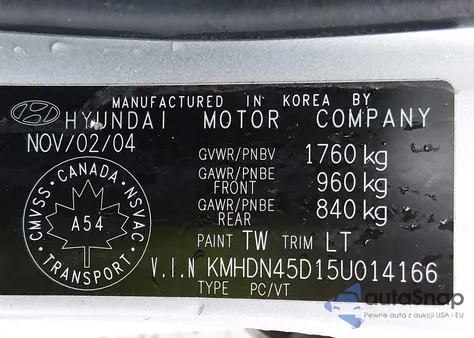 MANUFACTURED IN KOREA BY
HYUNDAI MOTOR COMPANY
NOV/02/04
GVWR/PNBV 1760 kg
GAWR/PNBE FRONT 960 kg
GAWR/PNBE REAR 840 kg
CMVSS · CANADA · NSVAC
A54
TRANSPORT
PAINT TW TRIM LT
V.I.N KMHDN45D15U014166
TYPE PC/VT
autoSnap
Pewne auta z aukcji USA i EU